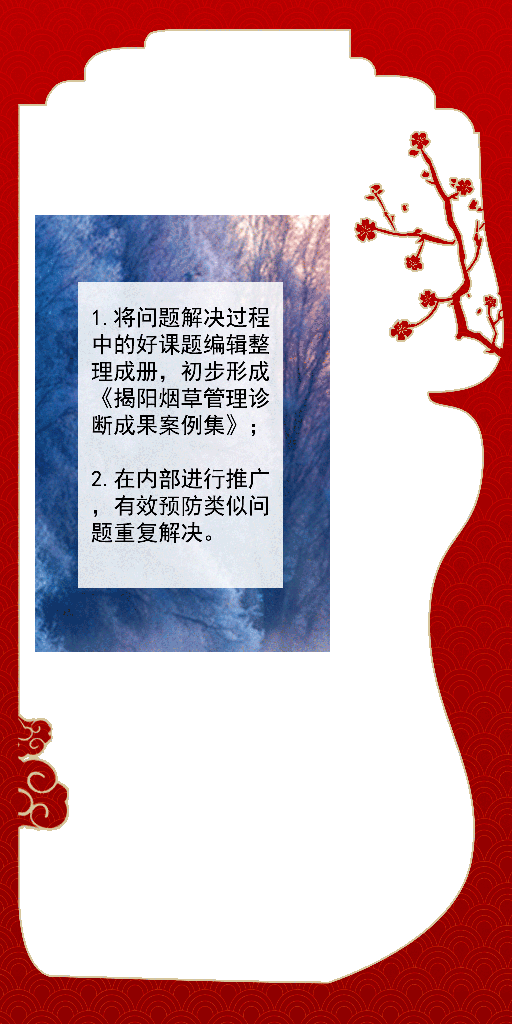 1.将问题解决过程
中的好课题编辑整
理成册，初步形成
《揭阳烟草管理诊
断成果案例集》；
2.在内部进行推广
，有效预防类似问
题重复解决。